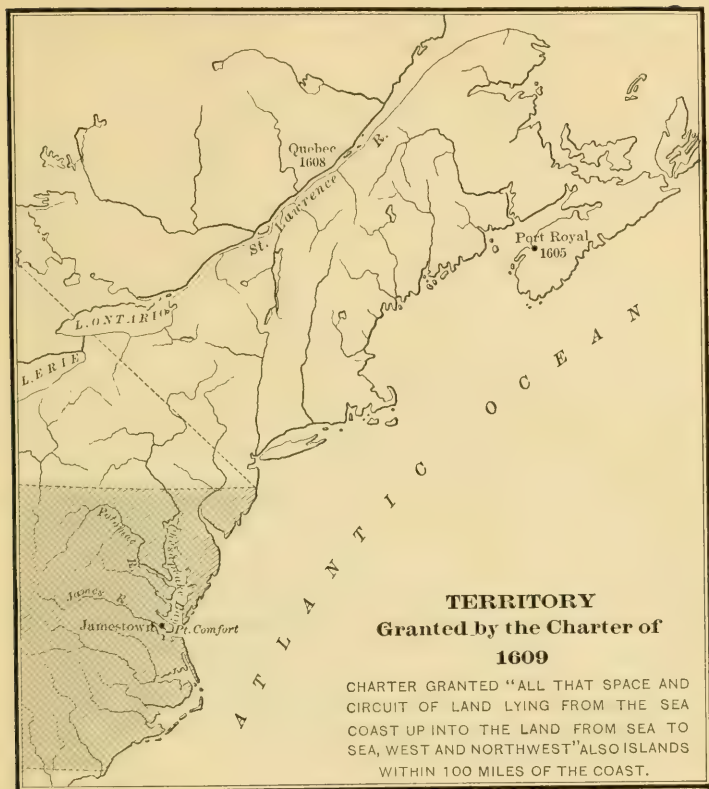 Quebec
1608
St. Lawrence R.
Port Royal
1605
L. ONTARIO
L. ERIE
ATLANTIC OCEAN
Potomac R.
Chesapeake Bay
James R.
Jamestown
Pt. Comfort
TERRITORY
Granted by the Charter of
1609
CHARTER GRANTED "ALL THAT SPACE AND
CIRCUIT OF LAND LYING FROM THE SEA
COAST UP INTO THE LAND FROM SEA TO
SEA, WEST AND NORTHWEST" ALSO ISLANDS
WITHIN 100 MILES OF THE COAST.